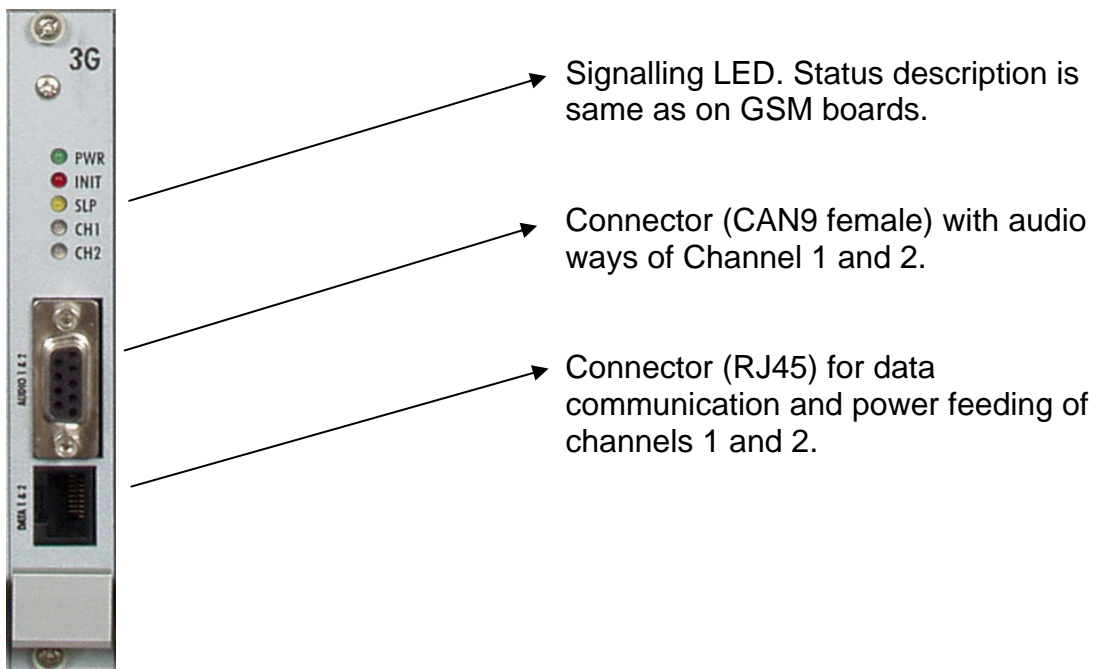 3G
PWR
INIT
SLP
CH1
CH2
AUDIO 1 & 2
DATA 1 & 2
Signalling LED. Status description is
same as on GSM boards.
Connector (CAN9 female) with audio
ways of Channel 1 and 2.
Connector (RJ45) for data
communication and power feeding of
channels 1 and 2.